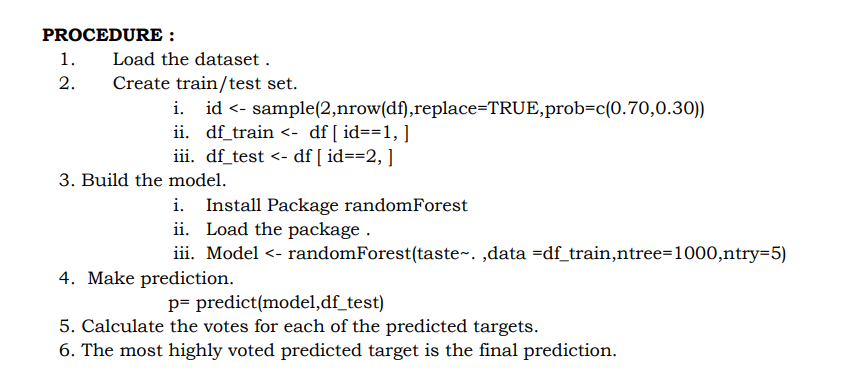 PROCEDURE :
1. Load the dataset .
2. Create train/test set.
i. id <- sample(2,nrow(df),replace=TRUE,prob=c(0.70,0.30))
ii. df_train <- df [ id==1, ]
iii. df_test <- df [ id==2, ]
3. Build the model.
i. Install Package randomForest
ii. Load the package .
iii. Model <- randomForest(taste~. ,data =df_train,ntree=1000,ntry=5)
4. Make prediction.
p= predict(model,df_test)
5. Calculate the votes for each of the predicted targets.
6. The most highly voted predicted target is the final prediction.